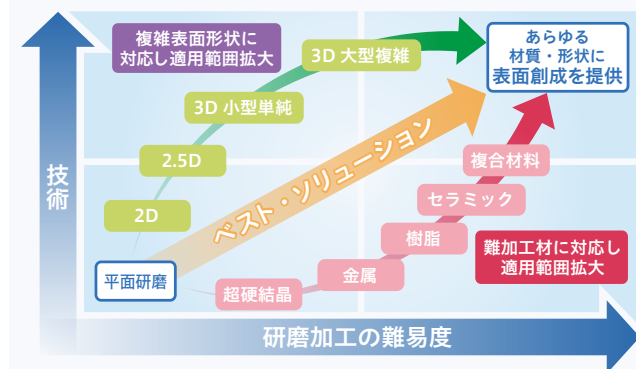 複雑表面形状に
対応し適用範囲拡大
3D 大型複雑
あらゆる
材質・形状に
表面創成を提供
3D 小型単純
2.5D
2D
ベスト・ソリューション
複合材料
セラミック
樹脂
金属
超硬結晶
平面研磨
難加工材に対応し
適用範囲拡大
技術
研磨加工の難易度